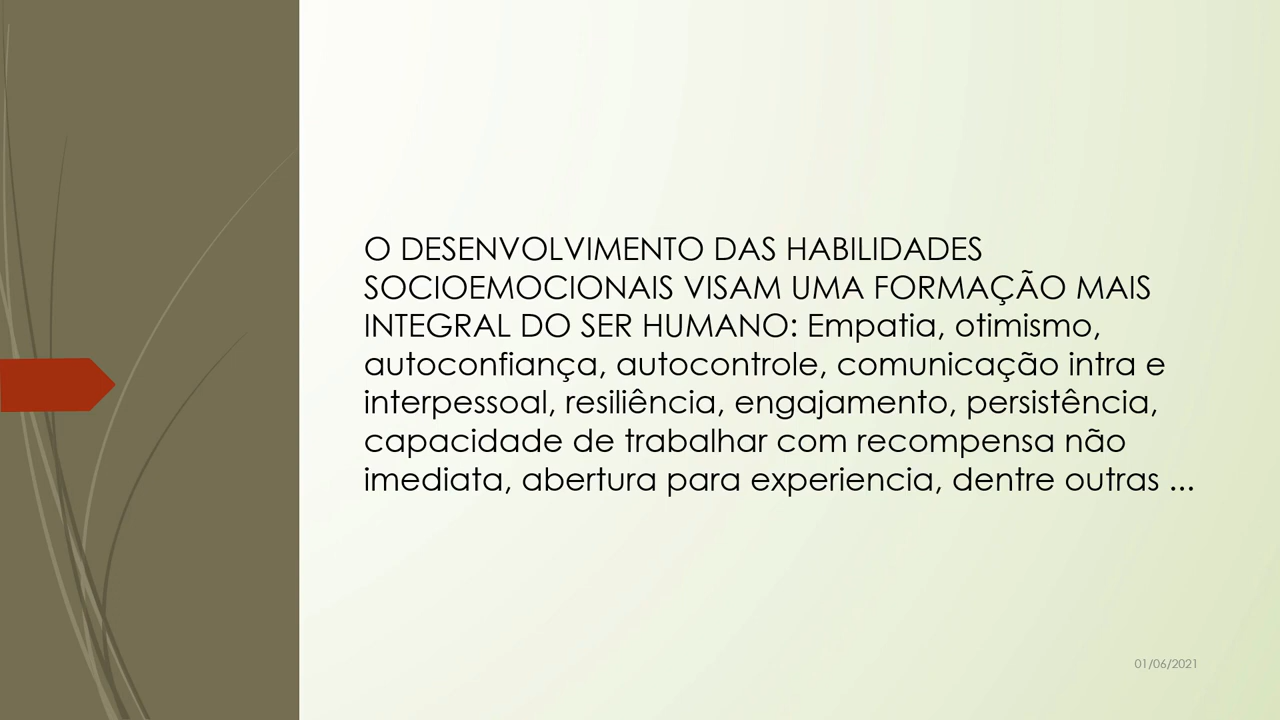 O DESENVOLVIMENTO DAS HABILIDADES
SOCIOEMOCIONAIS VISAM UMA FORMAÇÃO MAIS
INTEGRAL DO SER HUMANO: Empatia, otimismo,
autoconfiança, autocontrole, comunicação intra e
interpessoal, resiliência, engajamento, persistência,
capacidade de trabalhar com recompensa não
imediata, abertura para experiencia, dentre outras ...
01/06/2021